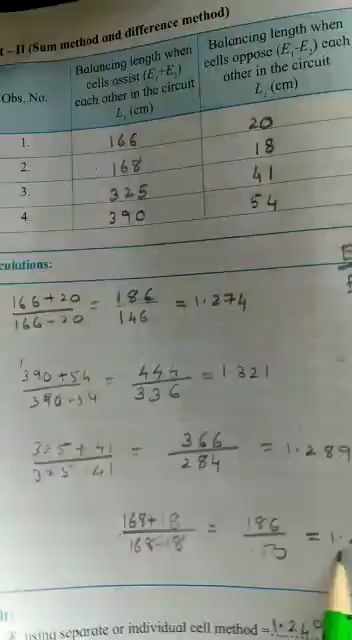 t – II (Sum method and difference method)
Obs. No.
Balancing length when cells assist (E₁+E₂) each other in the circuit L₁ (cm)
Balancing length when cells oppose (E₁–E₂) each other in the circuit L₂ (cm)
1. 166 20
2. 168 18
3. 325 41
4. 390 54
culations:
166+20 / 166-20 = 186 / 146 = 1.274
390+54 / 390-54 = 444 / 336 = 1 321
325+41 / 325 41 = 366 / 284 = 1.289
168+18 / 168-18 = 186 / = 1.
using separate or individual cell method = 1.24